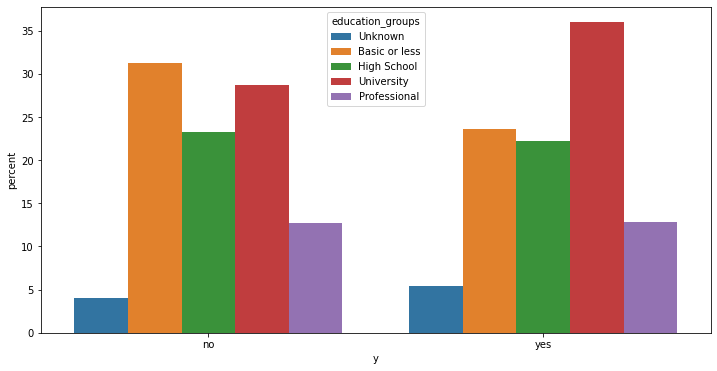 education_groups
Unknown
Basic or less
High School
University
Professional
percent
35
30
25
20
15
10
5
0
no yes
y